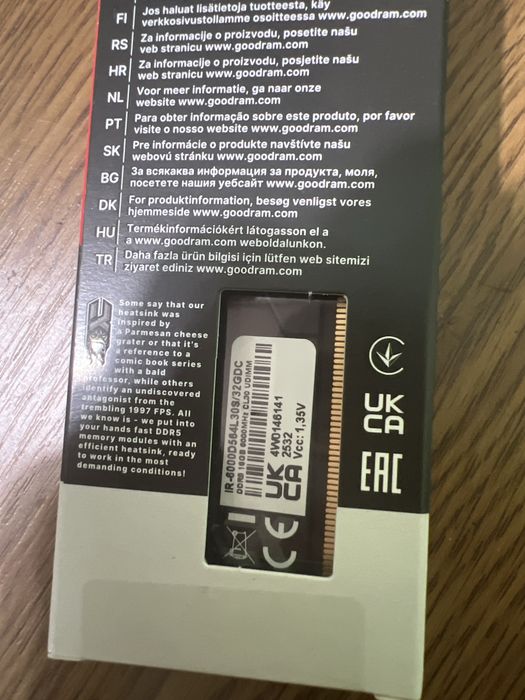 FI Jos haluat lisätietoja tuotteesta, käy
verkkosivustollamme osoitteessa www.goodram.com
RS Za informacije o proizvodu, posetite našu
veb stranicu www.goodram.com
HR Za informacije o proizvodu, posjetite našu
web stranicu www.goodram.com
NL Voor meer informatie, ga naar onze
website www.goodram.com
PT Para obter informação sobre este produto, por favor
visite o nosso website www.goodram.com
SK Pre informácie o produkte navštívte našu
webovú stránku www.goodram.com
BG За всякаква информация за продукта, моля,
посетете нашия уебсайт www.goodram.com
DK For produktinformation, besøg venligst vores
hjemmeside www.goodram.com
HU Termékinformációkért látogasson el a
a www.goodram.com weboldalunkon.
TR Daha fazla ürün bilgisi için lütfen web sitemizi
ziyaret ediniz www.goodram.com
Some say that our
heatsink was
inspired by
a Parmesan cheese
grater or that it's
a reference to a
comic book series
with a bald
professor, while others
identify an undiscovered
antagonist from the
trembling 1997 FPS. All
we know is - we put into
your hands fast DDR5
memory modules with an
efficient heatsink, ready
to work in the most
demanding conditions!
IR-6000D564L30S/32GDC
DDR5 16GB 6000MHz CL30 UDIMM
4W0146141
2532
Vcc: 1,35V
UK
CA
CE
UK
CA
EAC